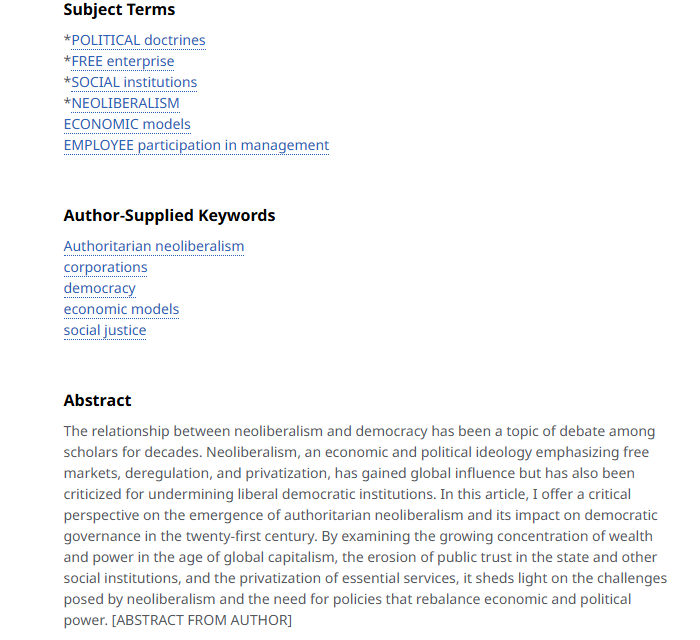 Subject Terms
*POLITICAL doctrines
*FREE enterprise
*SOCIAL institutions
*NEOLIBERALISM
ECONOMIC models
EMPLOYEE participation in management
Author-Supplied Keywords
Authoritarian neoliberalism
corporations
democracy
economic models
social justice
Abstract
The relationship between neoliberalism and democracy has been a topic of debate among
scholars for decades. Neoliberalism, an economic and political ideology emphasizing free
markets, deregulation, and privatization, has gained global influence but has also been
criticized for undermining liberal democratic institutions. In this article, I offer a critical
perspective on the emergence of authoritarian neoliberalism and its impact on democratic
governance in the twenty-first century. By examining the growing concentration of wealth
and power in the age of global capitalism, the erosion of public trust in the state and other
social institutions, and the privatization of essential services, it sheds light on the challenges
posed by neoliberalism and the need for policies that rebalance economic and political
power. [ABSTRACT FROM AUTHOR]